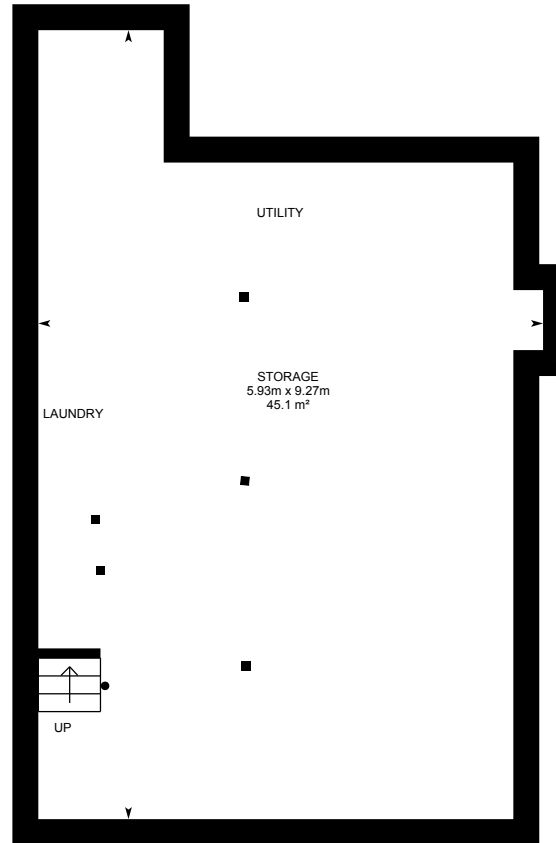 UTILITY
STORAGE
5.93m x 9.27m
45.1 m²
LAUNDRY
UP